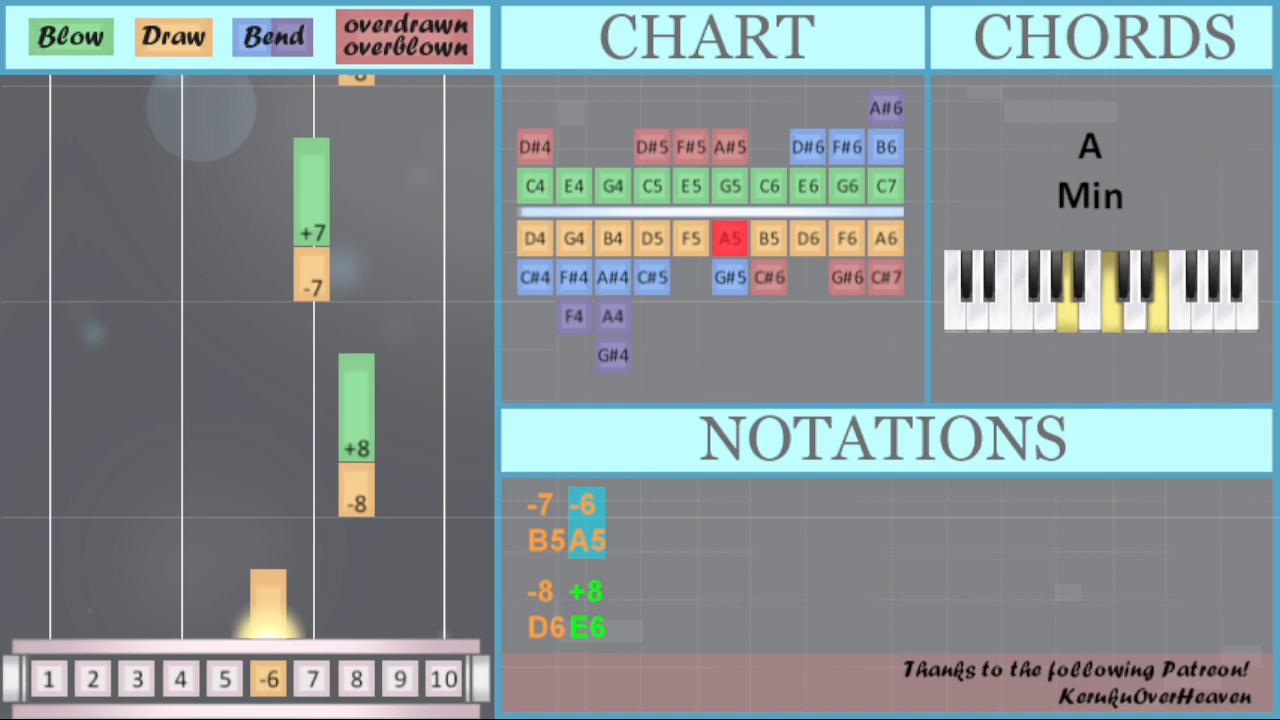 Blow Draw Bend overdrawn
overblown
CHART
CHORDS
-8
+7
-7
+8
-8
1 2 3 4 5 -6 7 8 9 10
A#6
D#4 D#5 F#5 A#5 D#6 F#6 B6
C4 E4 G4 C5 E5 G5 C6 E6 G6 C7
D4 G4 B4 D5 F5 A5 B5 D6 F6 A6
C#4 F#4 A#4 C#5 G#5 C#6 G#6 C#7
F4 A4
G#4
A
Min
NOTATIONS
-7 -6
B5 A5
-8 +8
D6 E6
Thanks to the following Patreon!
KerukuOverHeaven